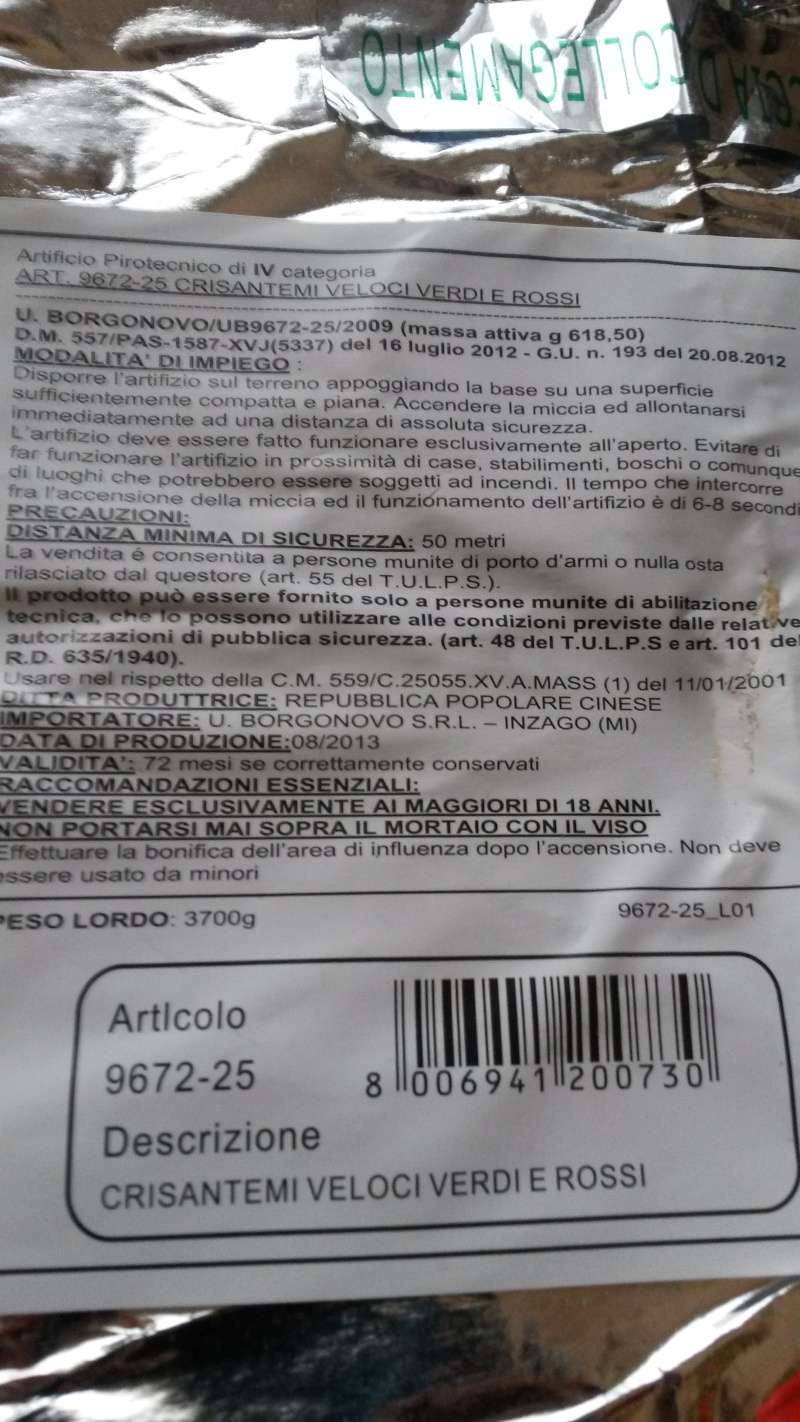 COLLEGAMENTO
Artificio Pirotecnico di IV categoria
ART. 9672-25 CRISANTEMI VELOCI VERDI E ROSSI
U. BORGONOVO/UB9672-25/2009 (massa attiva g 618,50)
D.M. 557/PAS-1587-XVJ(5337) del 16 luglio 2012 - G.U. n. 193 del 20.08.2012
MODALITA' DI IMPIEGO :
Disporre l'artifizio sul terreno appoggiando la base su una superficie
sufficientemente compatta e piana. Accendere la miccia ed allontanarsi
immediatamente ad una distanza di assoluta sicurezza.
L'artifizio deve essere fatto funzionare esclusivamente all'aperto. Evitare di
far funzionare l'artifizio in prossimità di case, stabilimenti, boschi o comunque
di luoghi che potrebbero essere soggetti ad incendi. Il tempo che intercorre
fra l'accensione della miccia ed il funzionamento dell'artifizio è di 6-8 secondi
PRECAUZIONI:
DISTANZA MINIMA DI SICUREZZA: 50 metri
La vendita é consentita a persone munite di porto d'armi o nulla osta
rilasciato dal questore (art. 55 del T.U.L.P.S.).
Il prodotto può essere fornito solo a persone munite di abilitazione
tecnica, che lo possono utilizzare alle condizioni previste dalle relative
autorizzazioni di pubblica sicurezza. (art. 48 del T.U.L.P.S e art. 101 del
R.D. 635/1940).
Usare nel rispetto della C.M. 559/C.25055.XV.A.MASS (1) del 11/01/2001
DITTA PRODUTTRICE: REPUBBLICA POPOLARE CINESE
IMPORTATORE: U. BORGONOVO S.R.L. – INZAGO (MI)
DATA DI PRODUZIONE:08/2013
VALIDITA': 72 mesi se correttamente conservati
RACCOMANDAZIONI ESSENZIALI:
VENDERE ESCLUSIVAMENTE AI MAGGIORI DI 18 ANNI.
NON PORTARSI MAI SOPRA IL MORTAIO CON IL VISO
Effettuare la bonifica dell'area di influenza dopo l'accensione. Non deve
essere usato da minori
PESO LORDO: 3700g
9672-25_L01
ArtIcolo
9672-25
8 006941 200730
Descrizione
CRISANTEMI VELOCI VERDI E ROSSI